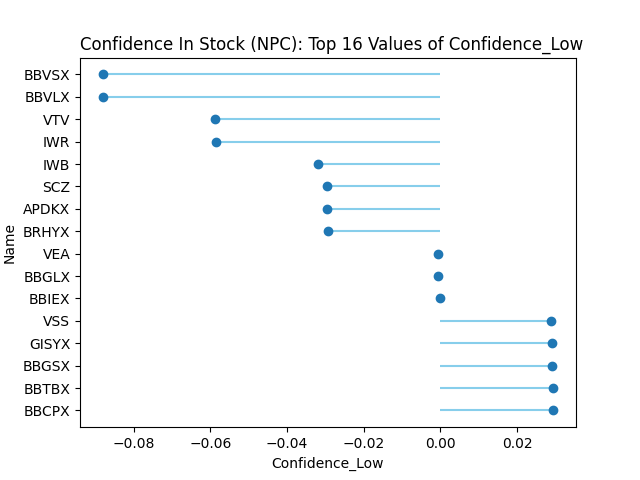 Confidence In Stock (NPC): Top 16 Values of Confidence_Low
BBVSX
BBVLX
VTV
IWR
IWB
SCZ
APDKX
BRHYX
VEA
BBGLX
BBIEX
VSS
GISYX
BBGSX
BBTBX
BBCPX
Name
−0.08 −0.06 −0.04 −0.02 0.00 0.02
Confidence_Low